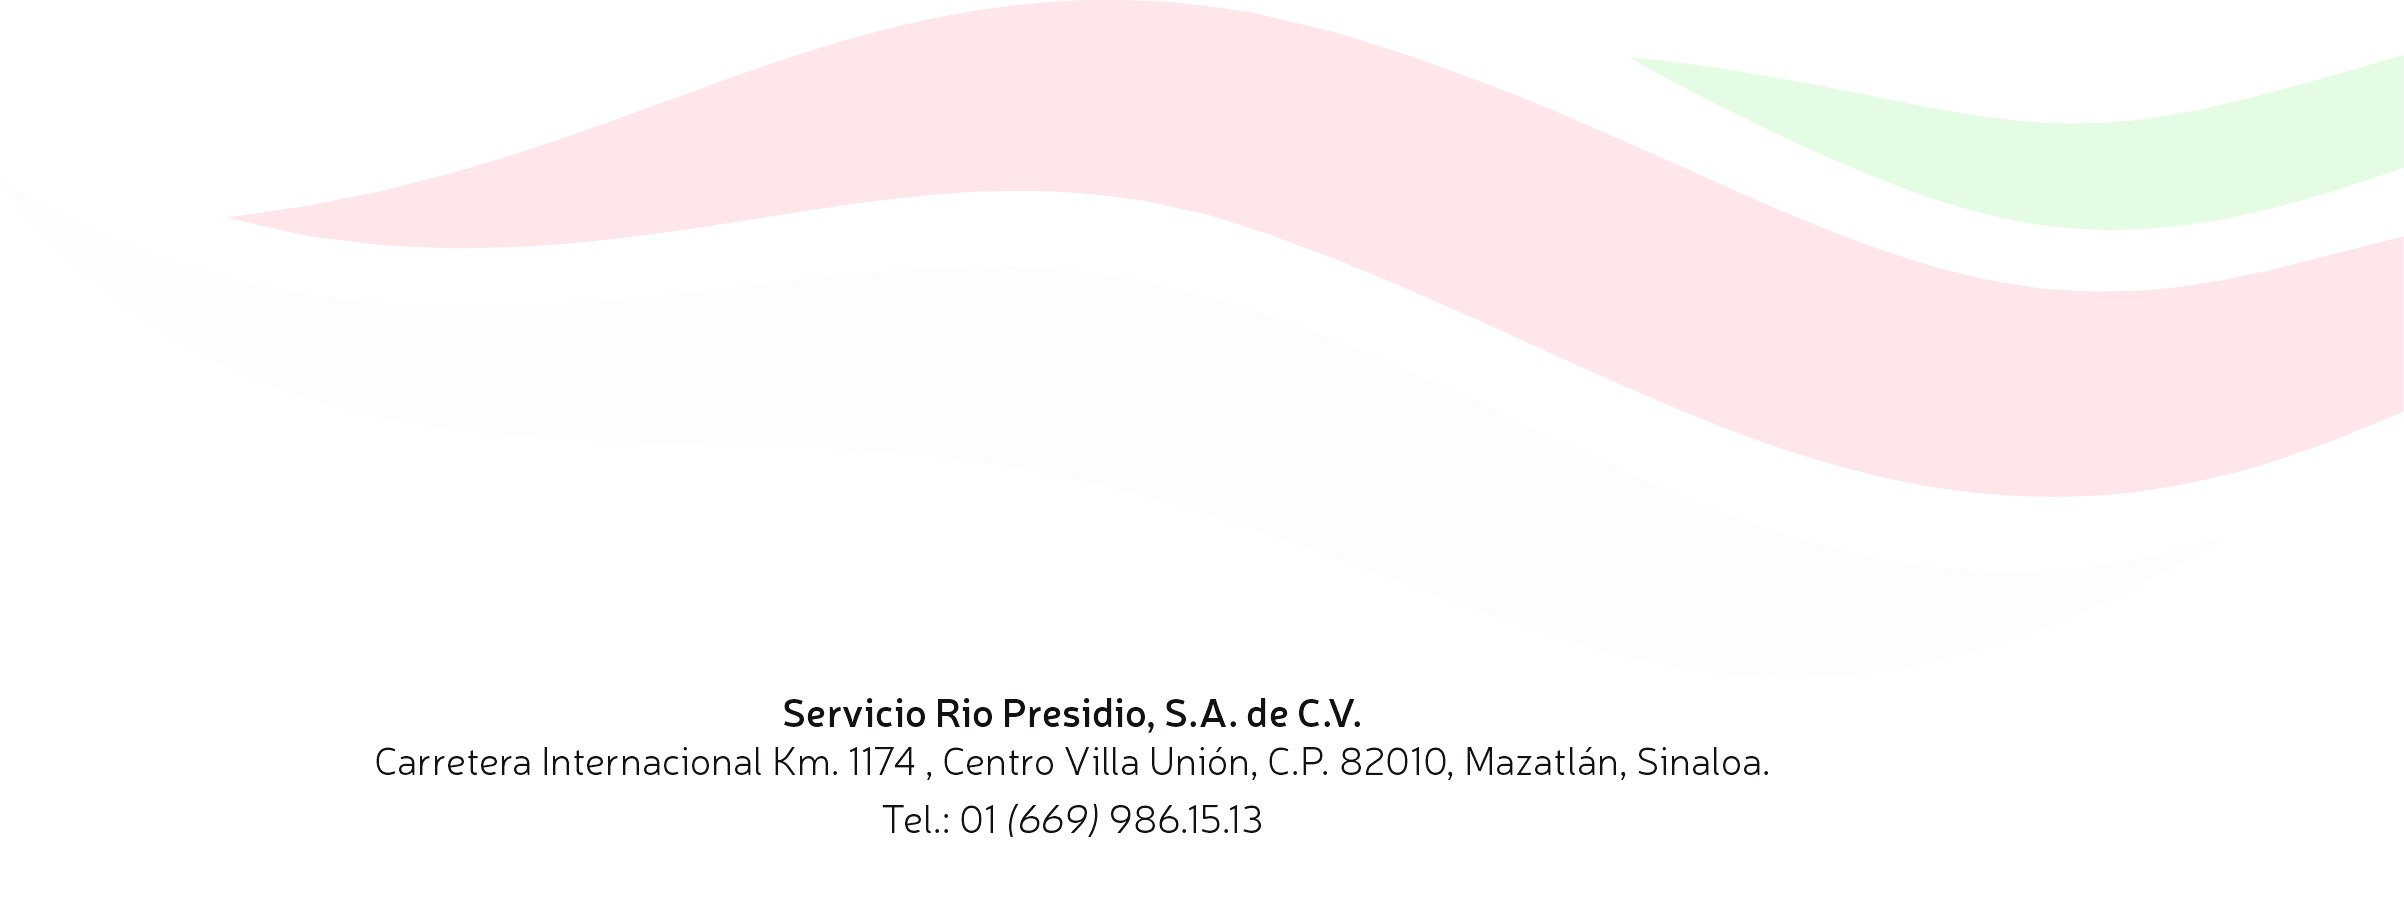 Servicio Rio Presidio, S.A. de C.V.
Carretera Internacional Km. 1174 , Centro Villa Unión, C.P. 82010, Mazatlán, Sinaloa.
Tel.: 01 (669) 986.15.13